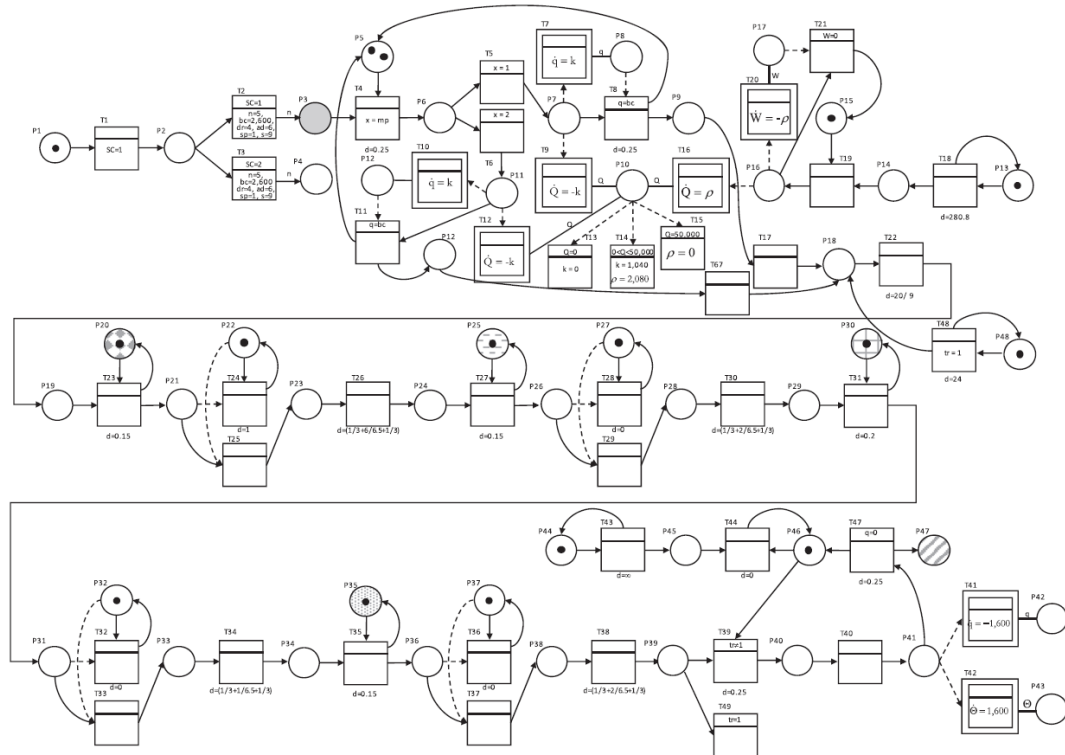 P1
T1
SC=1
P2
T2
SC=1
n=5,
bc=2,600,
dr=4, ad=6,
sp=1, s=9
n
P3
T3
SC=2
n=5,
bc=2,600
dr=4, ad=6,
sp=1, s=9
n
P4
P5
T4
x = mp
d=0.25
P6
T5
x = 1
x = 2
T6
T7
q̇ = k
q
P8
P7
T8
q=bc
d=0.25
P9
T9
Q̇ = -k
Q
P10
Q
T16
Q̇ = ρ
P12
T10
q̇ = k
P11
T11
q=bc
P12
T12
Q̇ = -k
Q
T13
Q=0
k = 0
T14
0<Q<50,000
k = 1,040
ρ = 2,080
T15
Q=50,000
ρ = 0
P17
W
T20
Ẇ = -ρ
T21
W=0
P15
P16
T19
P14
T18
d=280.8
P13
T67
T17
P18
T22
d=20/ 9
T48
tr = 1
d=24
P48
P19
P20
T23
d=0.15
P21
P22
T24
d=1
T25
P23
T26
d=(1/3+6/6.5+1/3)
P24
P25
T27
d=0.15
P26
P27
T28
d=0
T29
P28
T30
d=(1/3+2/6.5+1/3)
P29
P30
T31
d=0.2
P31
P32
T32
d=0
T33
P33
T34
d=(1/3+1/6.5+1/3)
P34
P35
T35
d=0.15
P36
P37
T36
d=0
T37
P38
T38
d=(1/3+2/6.5+1/3)
P39
P44
T43
d=∞
P45
T44
d=0
P46
T47
q=0
d=0.25
P47
T39
tr≠1
d=0.25
P40
T40
P41
T49
tr=1
T41
q̇ = −1,600
q
P42
T42
Θ̇ = 1,600
Θ
P43